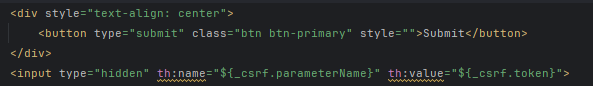 <div style="text-align: center">
    <button type="submit" class="btn btn-primary" style="">Submit</button>
</div>
<input type="hidden" th:name="${_csrf.parameterName}" th:value="${_csrf.token}">